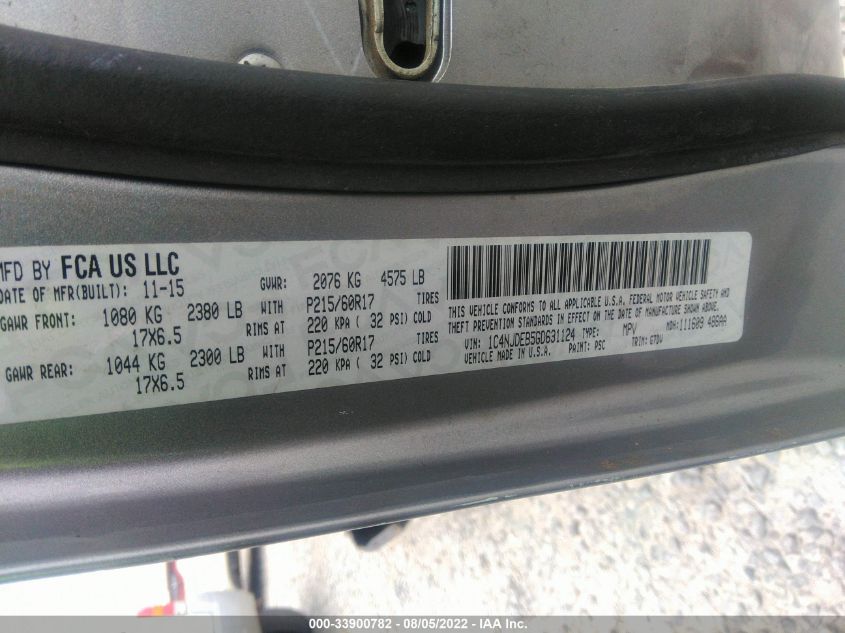 MFD BY FCA US LLC
DATE OF MFR(BUILT): 11-15 GVWR: 2076 KG 4575 LB
GAWR FRONT: 1080 KG 2380 LB WITH P215/60R17 TIRES
17X6.5 RIMS AT 220 KPA ( 32 PSI) COLD
GAWR REAR: 1044 KG 2300 LB WITH P215/60R17 TIRES
17X6.5 RIMS AT 220 KPA ( 32 PSI) COLD
THIS VEHICLE CONFORMS TO ALL APPLICABLE U.S.A. FEDERAL MOTOR VEHICLE SAFETY AND
THEFT PREVENTION STANDARDS IN EFFECT ON THE DATE OF MANUFACTURE SHOWN ABOVE.
VIN: 1C4NJDEB5GD631124 TYPE: MPV MDH: 111609 486AA
VEHICLE MADE IN U.S.A. PAINT: PSC TRIM: G7DV
000-33900782 - 08/05/2022 - IAA Inc.